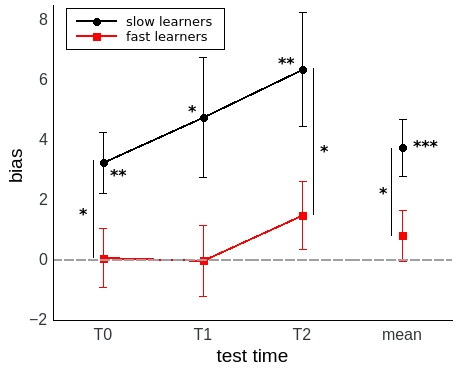 8
slow learners
fast learners
6
4
2
0
−2
bias
**
*
**
*
*
***
*
T0
T1
T2
mean
test time